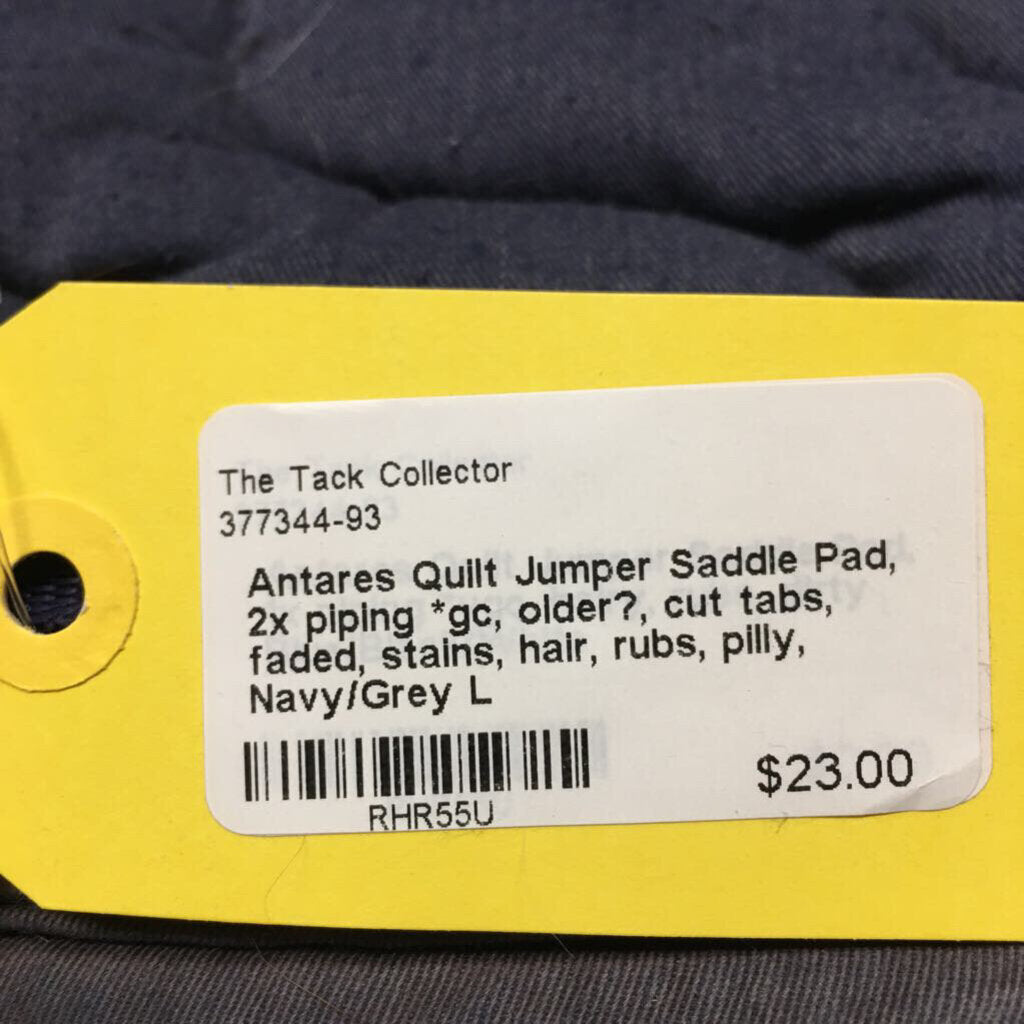 The Tack Collector
377344-93
Antares Quilt Jumper Saddle Pad,
2x piping *gc, older?, cut tabs,
faded, stains, hair, rubs, pilly,
Navy/Grey L
$23.00
RHR55U